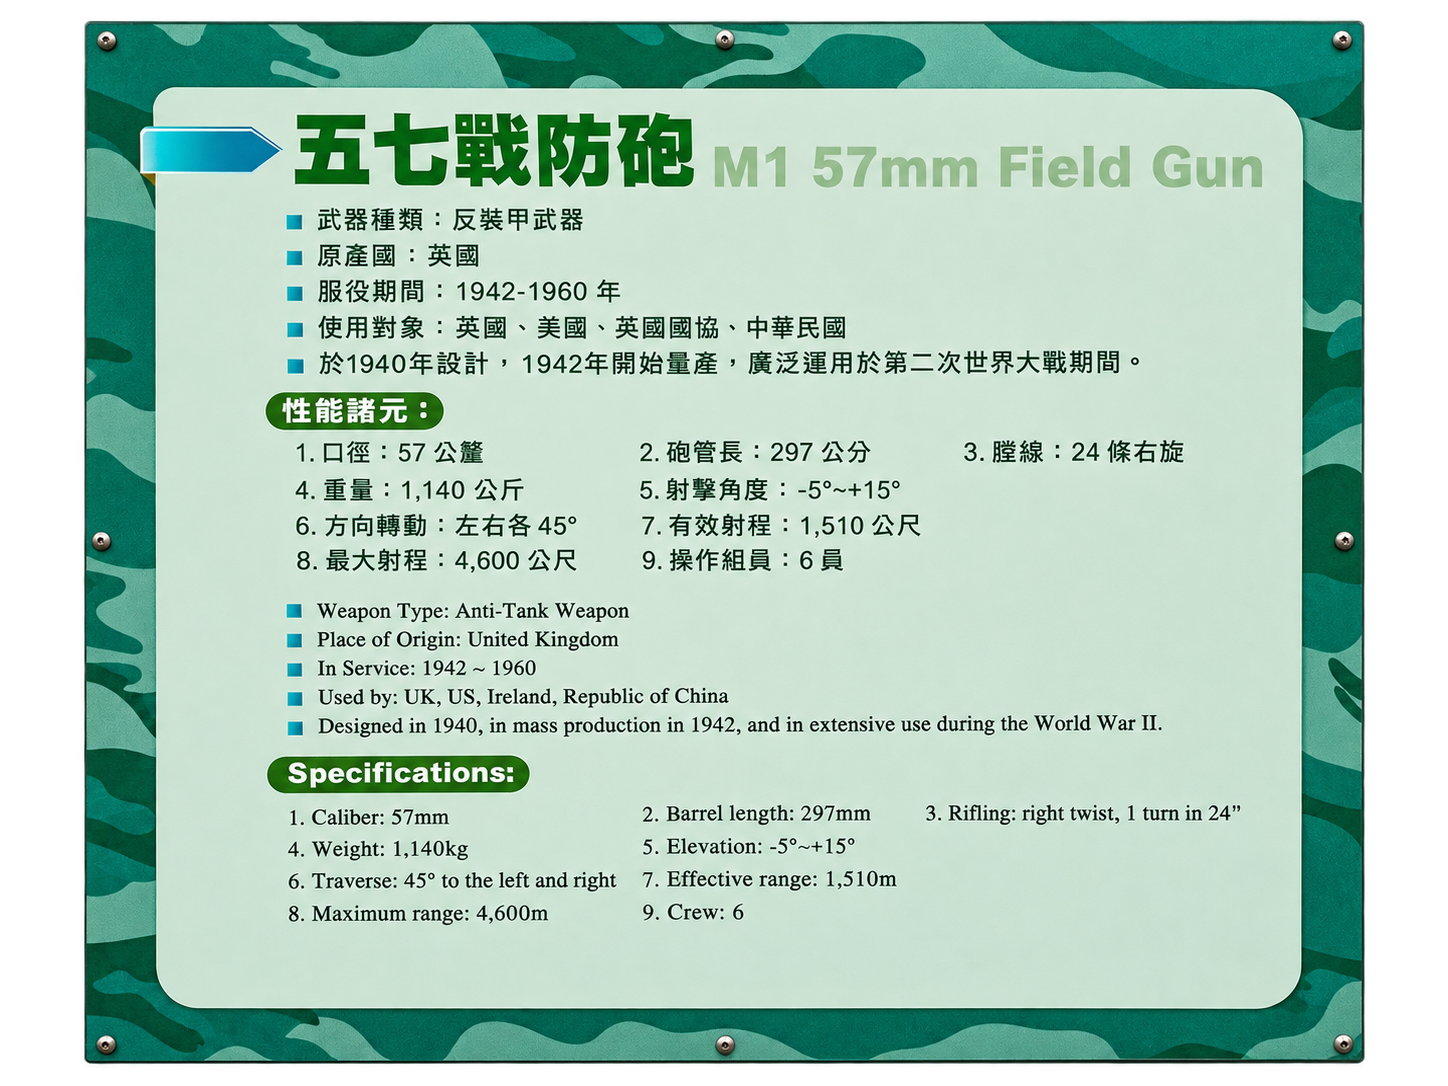 五七戰防砲 M1 57mm Field Gun
武器種類：反裝甲武器
原產國：英國
服役期間：1942-1960 年
使用對象：英國、美國、英國國協、中華民國
於1940年設計，1942年開始量產，廣泛運用於第二次世界大戰期間。
性能諸元：
1. 口徑：57 公釐 2. 砲管長：297 公分 3. 膛線：24 條右旋
4. 重量：1,140 公斤 5. 射擊角度：-5°~+15°
6. 方向轉動：左右各 45° 7. 有效射程：1,510 公尺
8. 最大射程：4,600 公尺 9. 操作組員：6 員
Weapon Type: Anti-Tank Weapon
Place of Origin: United Kingdom
In Service: 1942 ~ 1960
Used by: UK, US, Ireland, Republic of China
Designed in 1940, in mass production in 1942, and in extensive use during the World War II.
Specifications:
1. Caliber: 57mm 2. Barrel length: 297mm 3. Rifling: right twist, 1 turn in 24”
4. Weight: 1,140kg 5. Elevation: -5°~+15°
6. Traverse: 45° to the left and right 7. Effective range: 1,510m
8. Maximum range: 4,600m 9. Crew: 6